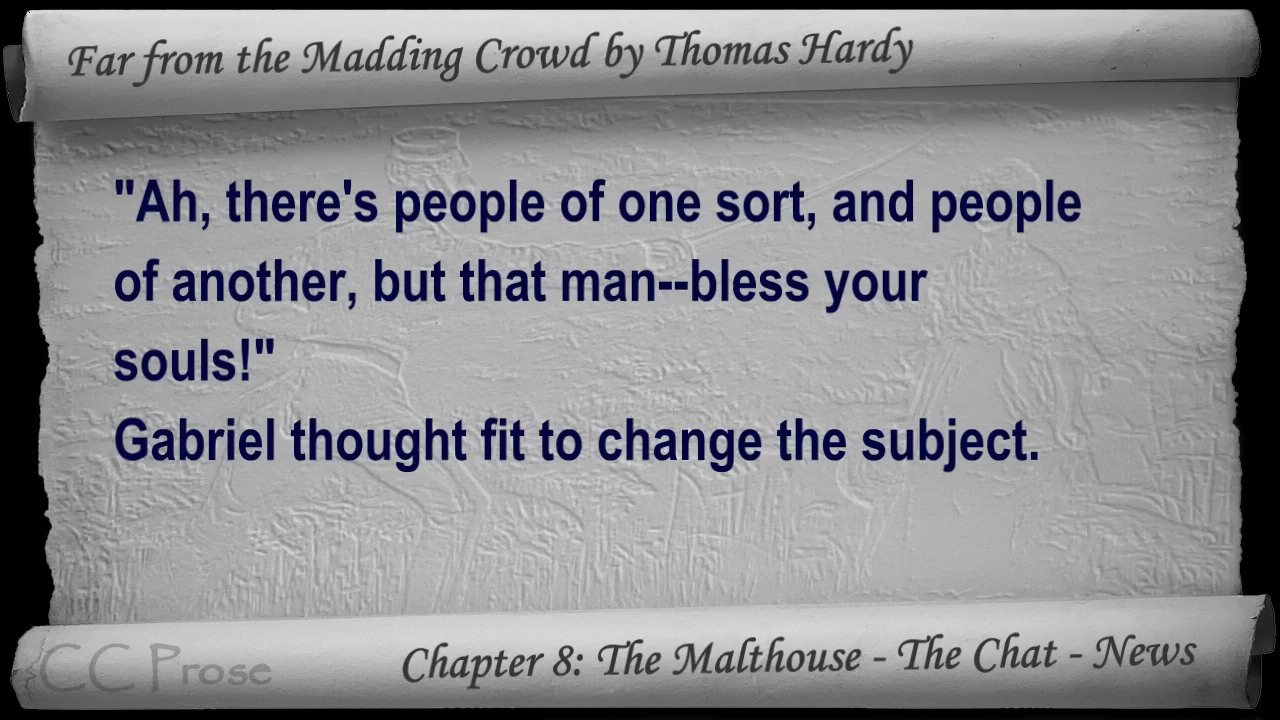 Far from the Madding Crowd by Thomas Hardy
"Ah, there's people of one sort, and people
of another, but that man--bless your
souls!"
Gabriel thought fit to change the subject.
CC Prose
Chapter 8: The Malthouse - The Chat - News